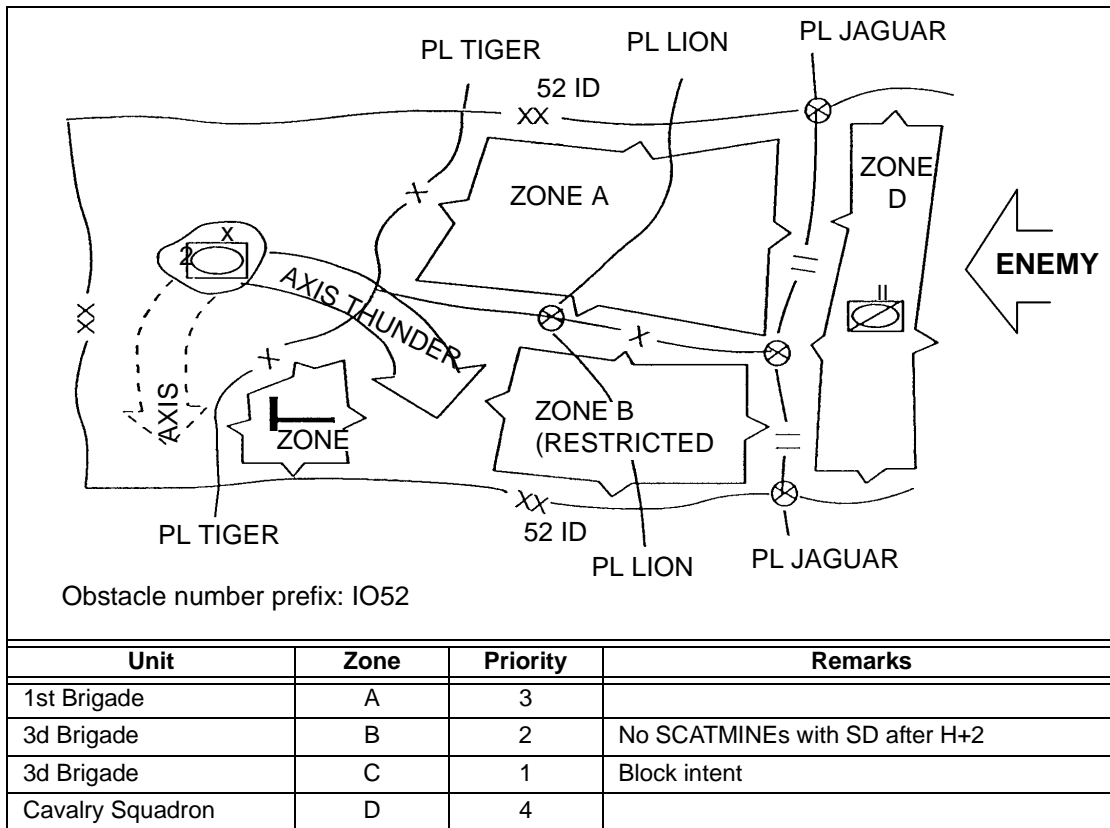 PL JAGUAR
PL LION
PL TIGER
52 ID
XX
ZONE A
ZONE
D
X
2
X
II
ENEMY
AXIS THUNDER
XX
X
X
AXIS
ZONE B
(RESTRICTED
ZONE
XX
52 ID
PL TIGER
PL LION
PL JAGUAR
Obstacle number prefix: IO52
Unit Zone Priority Remarks
1st Brigade A 3
3d Brigade B 2 No SCATMINEs with SD after H+2
3d Brigade C 1 Block intent
Cavalry Squadron D 4